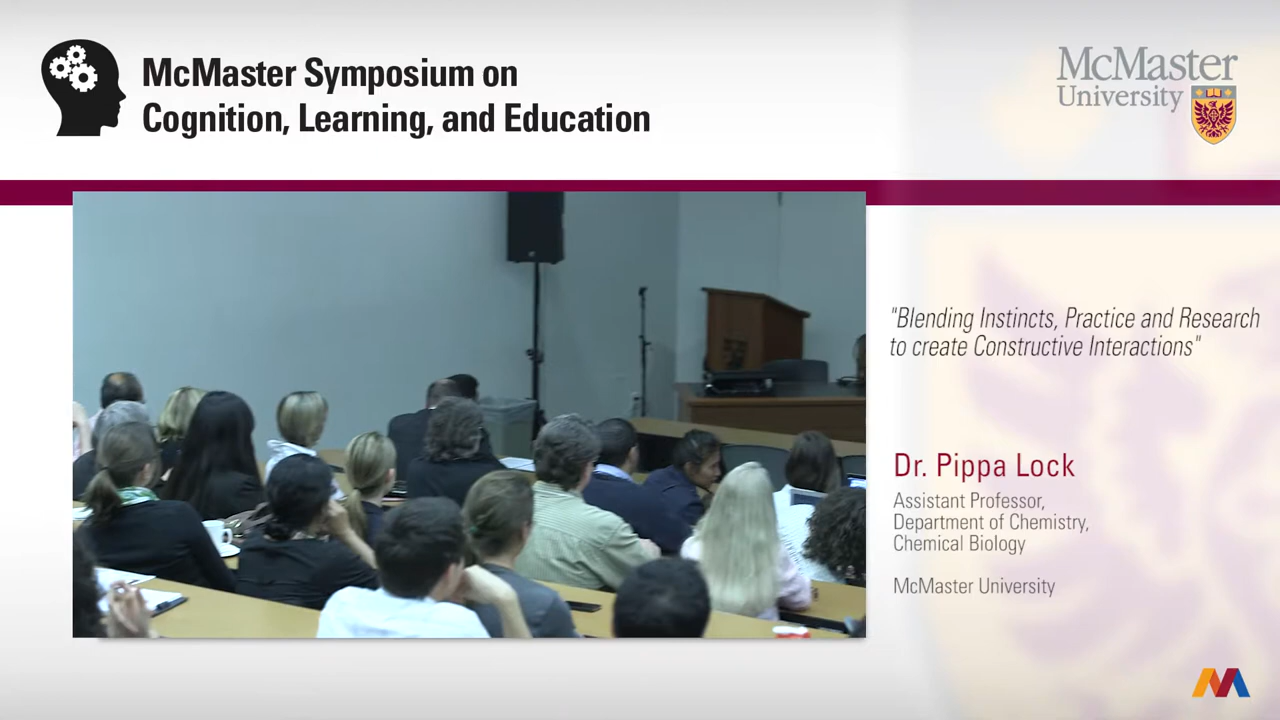 McMaster Symposium on
Cognition, Learning, and Education
McMaster
University
"Blending Instincts, Practice and Research
to create Constructive Interactions"
Dr. Pippa Lock
Assistant Professor,
Department of Chemistry,
Chemical Biology
McMaster University